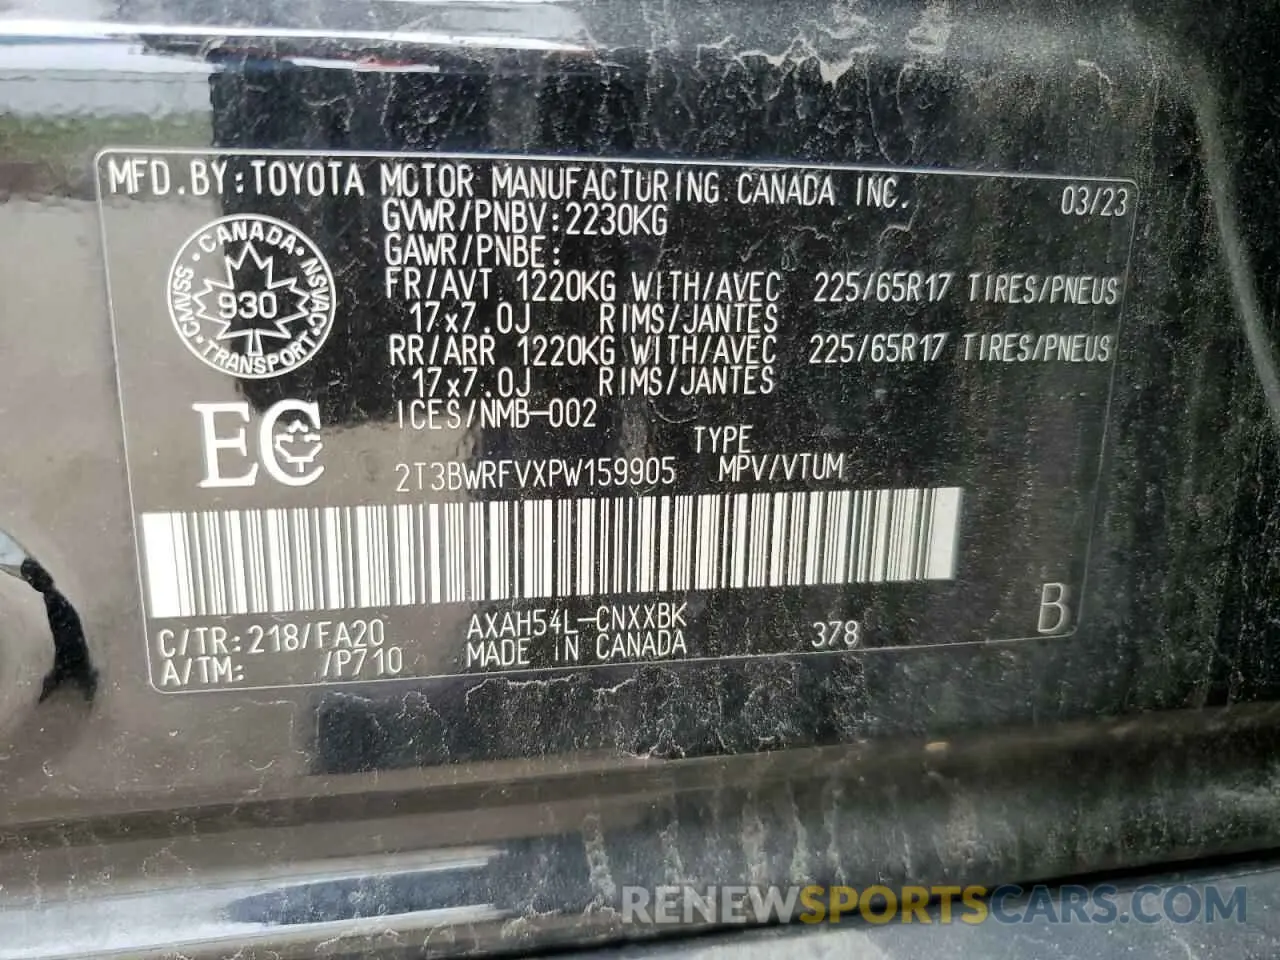 MFD.BY:TOYOTA MOTOR MANUFACTURING CANADA INC. 03/23
GVWR/PNBV:2230KG
GAWR/PNBE:
FR/AVT 1220KG WITH/AVEC 225/65R17 TIRES/PNEUS
17x7.0J RIMS/JANTES
RR/ARR 1220KG WITH/AVEC 225/65R17 TIRES/PNEUS
17x7.0J RIMS/JANTES
ICES/NMB-002
CANADA
CMVSS NSVAC
930
TRANSPORT
EC
TYPE
2T3BWRFVXPW159905 MPV/VTUM
C/TR:218/FA20 AXAH54L-CNXXBK 378 B
A/TM: /P710 MADE IN CANADA
RENEWSPORTSCARS.COM